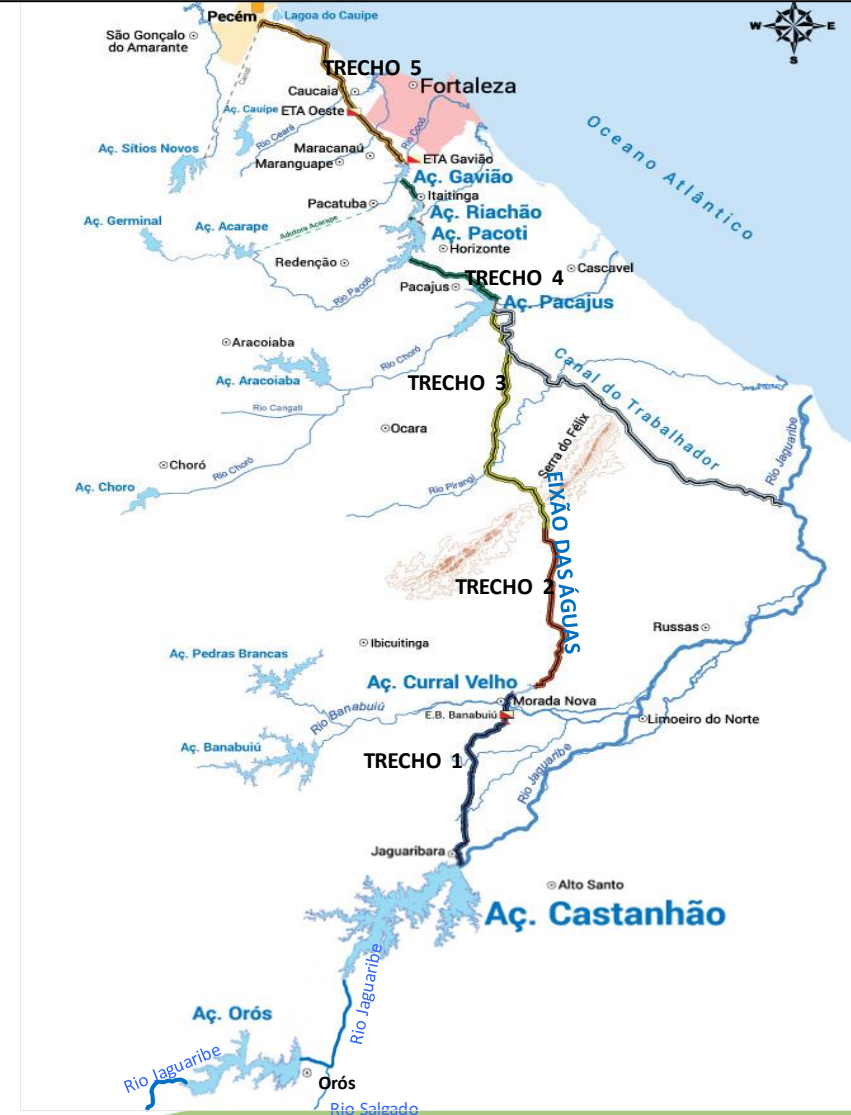 Pecém
Lagoa do Cauípe
W
E
S
São Gonçalo
do Amarante
Canal
TRECHO 5
Fortaleza
Caucaia
Aç. Cauípe
ETA Oeste
Oceano Atlântico
Rio Ceará
Rio Cocó
Aç. Sítios Novos
Maracanaú
Maranguape
ETA Gavião
Aç. Gavião
Itaitinga
Pacatuba
Aç. Riachão
Aç. Germinal
Aç. Acarape
Adutora Acarape
Aç. Pacoti
Horizonte
Redenção
Cascavel
TRECHO 4
Rio Pacoti
Pacajus
Aç. Pacajus
Aracoiaba
Rio Choró
Canal do Trabalhador
Aç. Aracoiaba
TRECHO 3
Rio Cangati
Ocara
Serra do Félix
Rio Jaguaribe
Choró
Rio Choró
Aç. Choro
Rio Pirangi
EIXÃO DAS ÁGUAS
TRECHO 2
Russas
Ibicuitinga
Aç. Pedras Brancas
Aç. Curral Velho
Morada Nova
Rio Banabuiú
E.B. Banabuiú
Limoeiro do Norte
Aç. Banabuiú
TRECHO 1
Rio Jaguaribe
Jaguaribara
Alto Santo
Aç. Castanhão
Rio Jaguaribe
Aç. Orós
Rio Jaguaribe
Orós
Rio Salgado